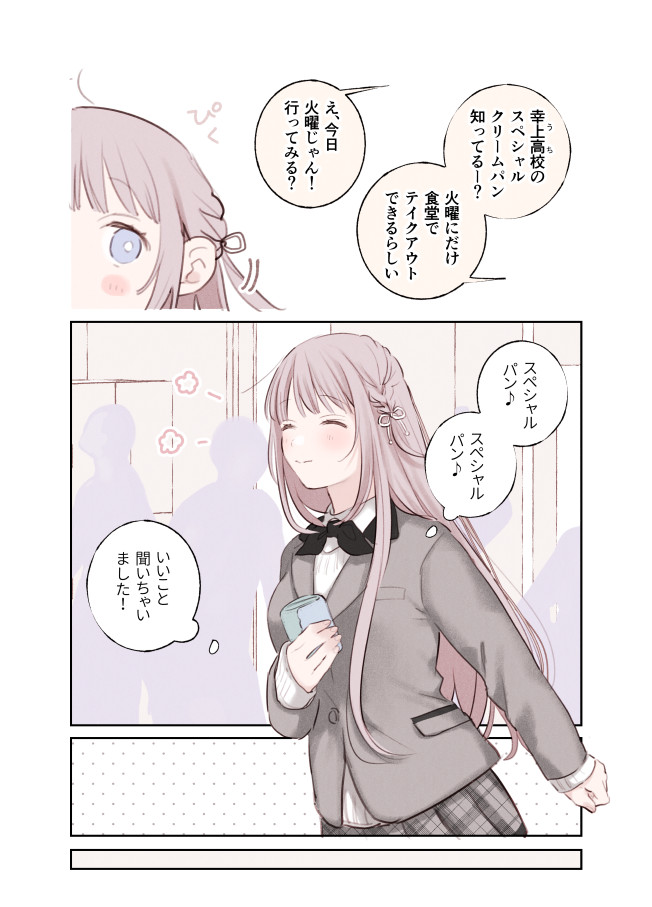 幸上高校の
うち
スペシャル
クリームパン
知ってるー？
火曜にだけ
食堂で
テイクアウト
できるらしい
え、今日
火曜じゃん！
行ってみる？
ぴく
スペシャル
パン♪
スペシャル
パン♪
いいこと
聞いちゃい
ました！